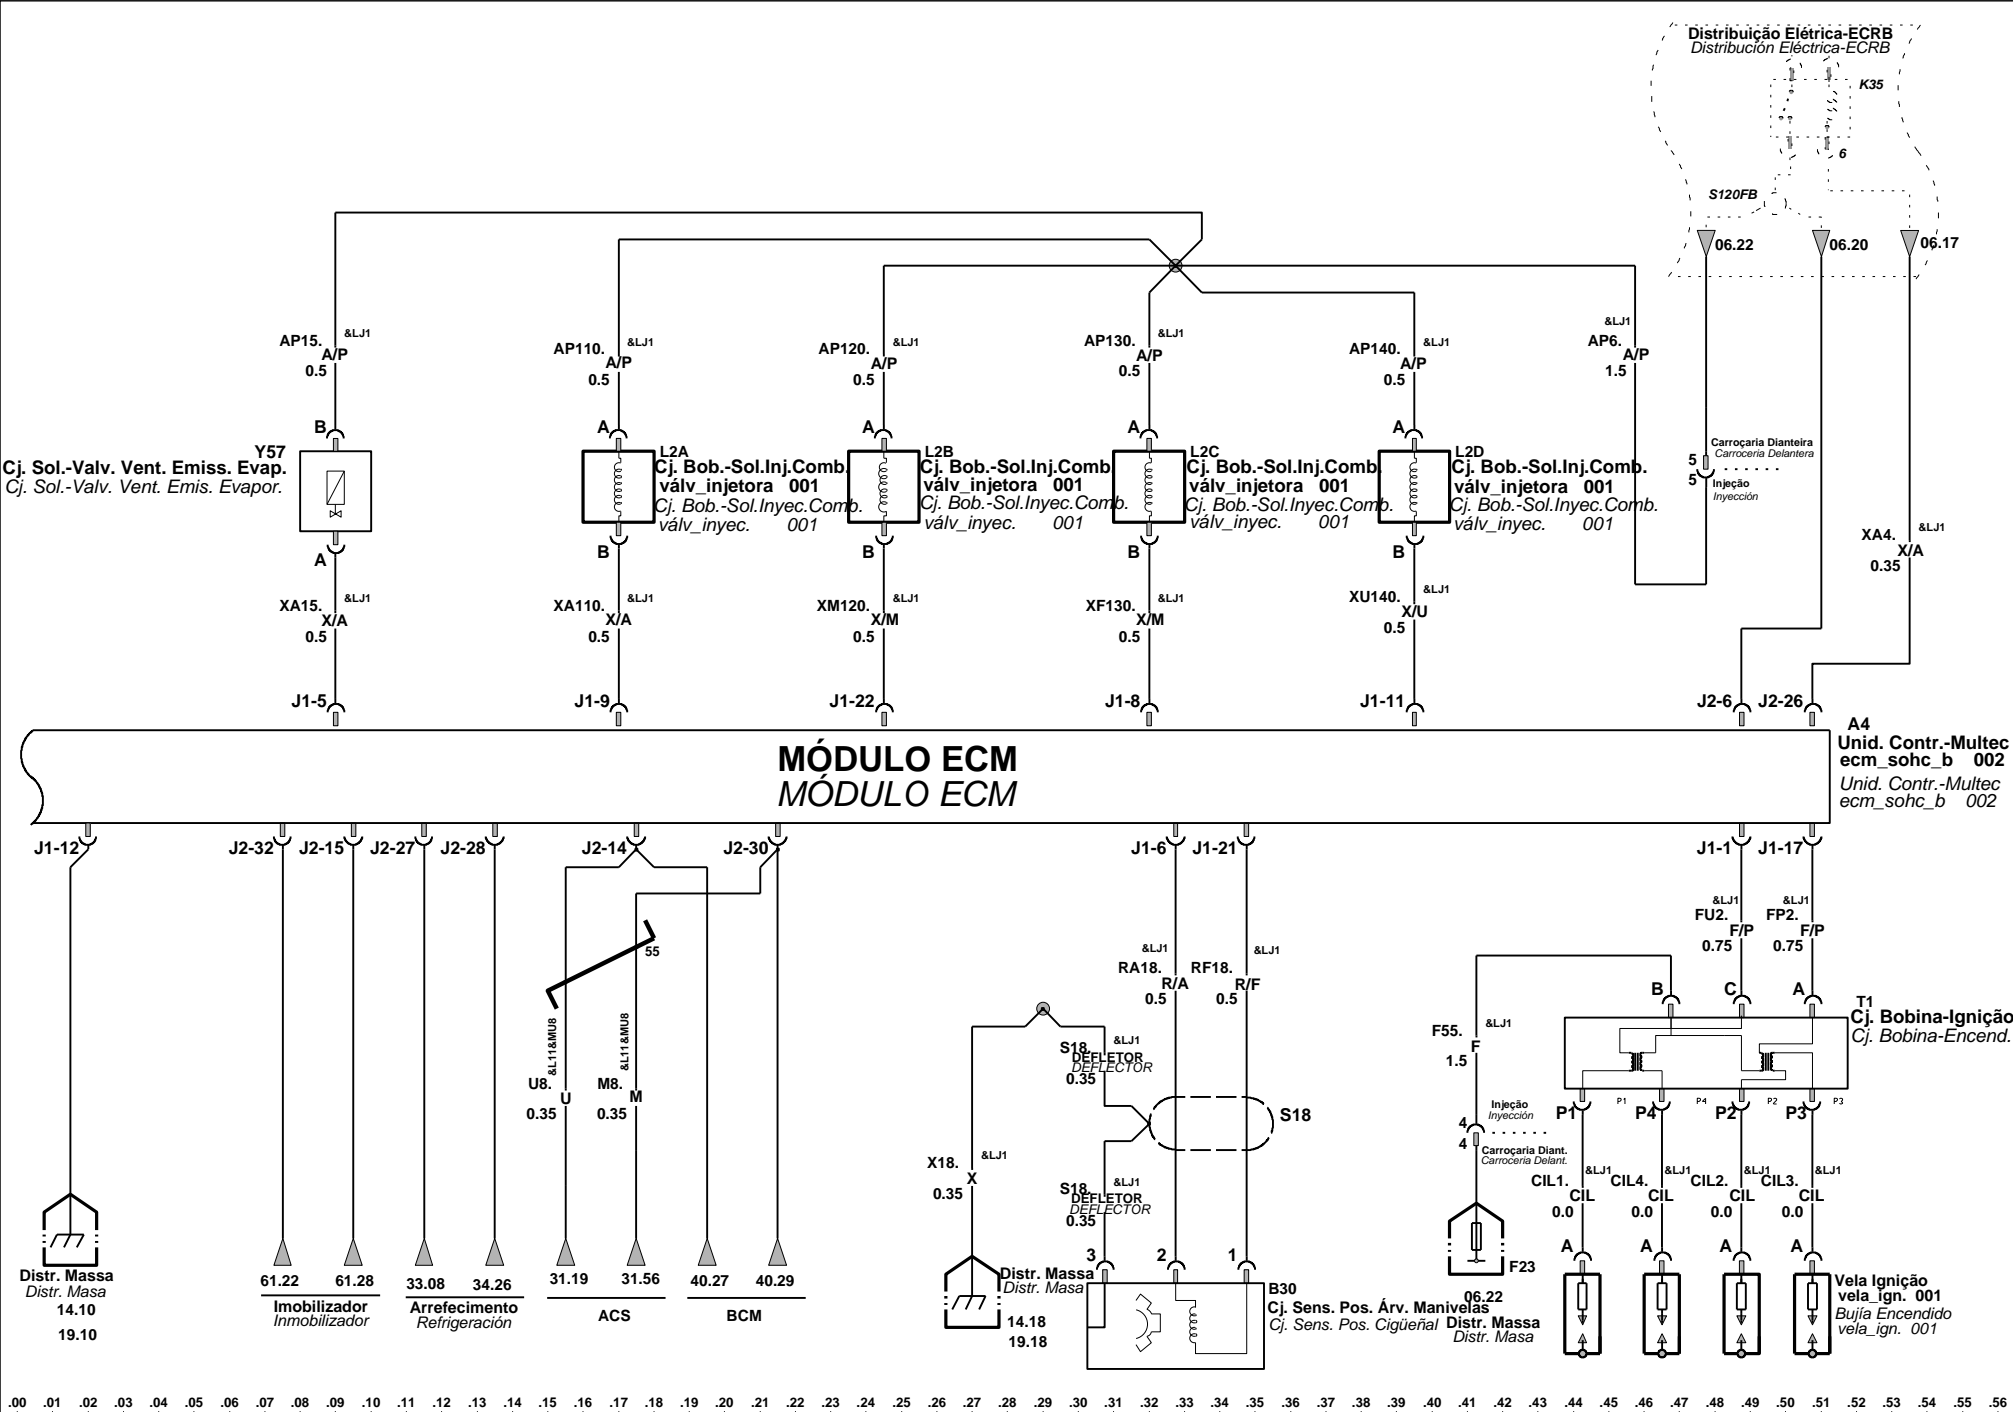 Distribuição Elétrica-ECRB
Distribución Eléctrica-ECRB
K35
6
S120FB
06.22
06.20
06.17
AP15.
&LJ1
A/P
0.5
AP110.
&LJ1
A/P
0.5
AP120.
&LJ1
A/P
0.5
AP130.
&LJ1
A/P
0.5
AP140.
&LJ1
A/P
0.5
&LJ1
AP6.
A/P
1.5
B
A
A
A
A
Y57
Cj. Sol.-Valv. Vent. Emiss. Evap.
Cj. Sol.-Valv. Vent. Emis. Evapor.
L2A
Cj. Bob.-Sol.Inj.Comb.
válv_injetora 001
Cj. Bob.-Sol.Inyec.Comb.
válv_inyec. 001
L2B
Cj. Bob.-Sol.Inj.Comb
válv_injetora 001
Cj. Bob.-Sol.Inyec.Comb.
válv_inyec. 001
L2C
Cj. Bob.-Sol.Inj.Comb.
válv_injetora 001
Cj. Bob.-Sol.Inyec.Comb.
válv_inyec. 001
L2D
Cj. Bob.-Sol.Inj.Comb.
válv_injetora 001
Cj. Bob.-Sol.Inyec.Comb.
válv_inyec. 001
Carroçaria Dianteira
Carroceria Delantera
5
5
Injeção
Inyección
A
B
B
B
B
XA15.
&LJ1
X/A
0.5
XA110.
&LJ1
X/A
0.5
XM120.
&LJ1
X/M
0.5
XF130.
&LJ1
X/M
0.5
XU140.
&LJ1
X/U
0.5
XA4.
&LJ1
X/A
0.35
J1-5
J1-9
J1-22
J1-8
J1-11
J2-6
J2-26
MÓDULO ECM
MÓDULO ECM
A4
Unid. Contr.-Multec
ecm_sohc_b 002
Unid. Contr.-Multec
ecm_sohc_b 002
J1-12
J2-32
J2-15
J2-27
J2-28
J2-14
J2-30
J1-6
J1-21
J1-1
J1-17
55
&L11&MU8
U8.
U
0.35
&L11&MU8
M8.
M
0.35
&LJ1
RA18.
R/A
0.5
&LJ1
RF18.
R/F
0.5
&LJ1
FU2.
F/P
0.75
&LJ1
FP2.
F/P
0.75
B
C
A
T1
Cj. Bobina-Ignição
Cj. Bobina-Encend.
F55.
&LJ1
F
1.5
S18.
&LJ1
DEFLETOR
DEFLECTOR
0.35
S18
P1
P1
P4
P4
P2
P2
P3
P3
Injeção
Inyección
4
4
Carroçaria Diant.
Carroceria Delant.
X18.
&LJ1
X
0.35
S18.
&LJ1
DEFLETOR
DEFLECTOR
0.35
CIL1.
&LJ1
CIL
0.0
CIL4.
&LJ1
CIL
0.0
CIL2.
&LJ1
CIL
0.0
CIL3.
&LJ1
CIL
0.0
3
2
1
A
A
A
A
Distr. Massa
Distr. Masa
14.10
19.10
61.22
61.28
Imobilizador
Inmobilizador
33.08
34.26
Arrefecimento
Refrigeración
31.19
31.56
ACS
40.27
40.29
BCM
Distr. Massa
Distr. Masa
14.18
19.18
B30
Cj. Sens. Pos. Árv. Manivelas
Cj. Sens. Pos. Cigüeñal
F23
06.22
Distr. Massa
Distr. Masa
Vela Ignição
vela_ign. 001
Bujía Encendido
vela_ign. 001
.00 .01 .02 .03 .04 .05 .06 .07 .08 .09 .10 .11 .12 .13 .14 .15 .16 .17 .18 .19 .20 .21 .22 .23 .24 .25 .26 .27 .28 .29 .30 .31 .32 .33 .34 .35 .36 .37 .38 .39 .40 .41 .42 .43 .44 .45 .46 .47 .48 .49 .50 .51 .52 .53 .54 .55 .56